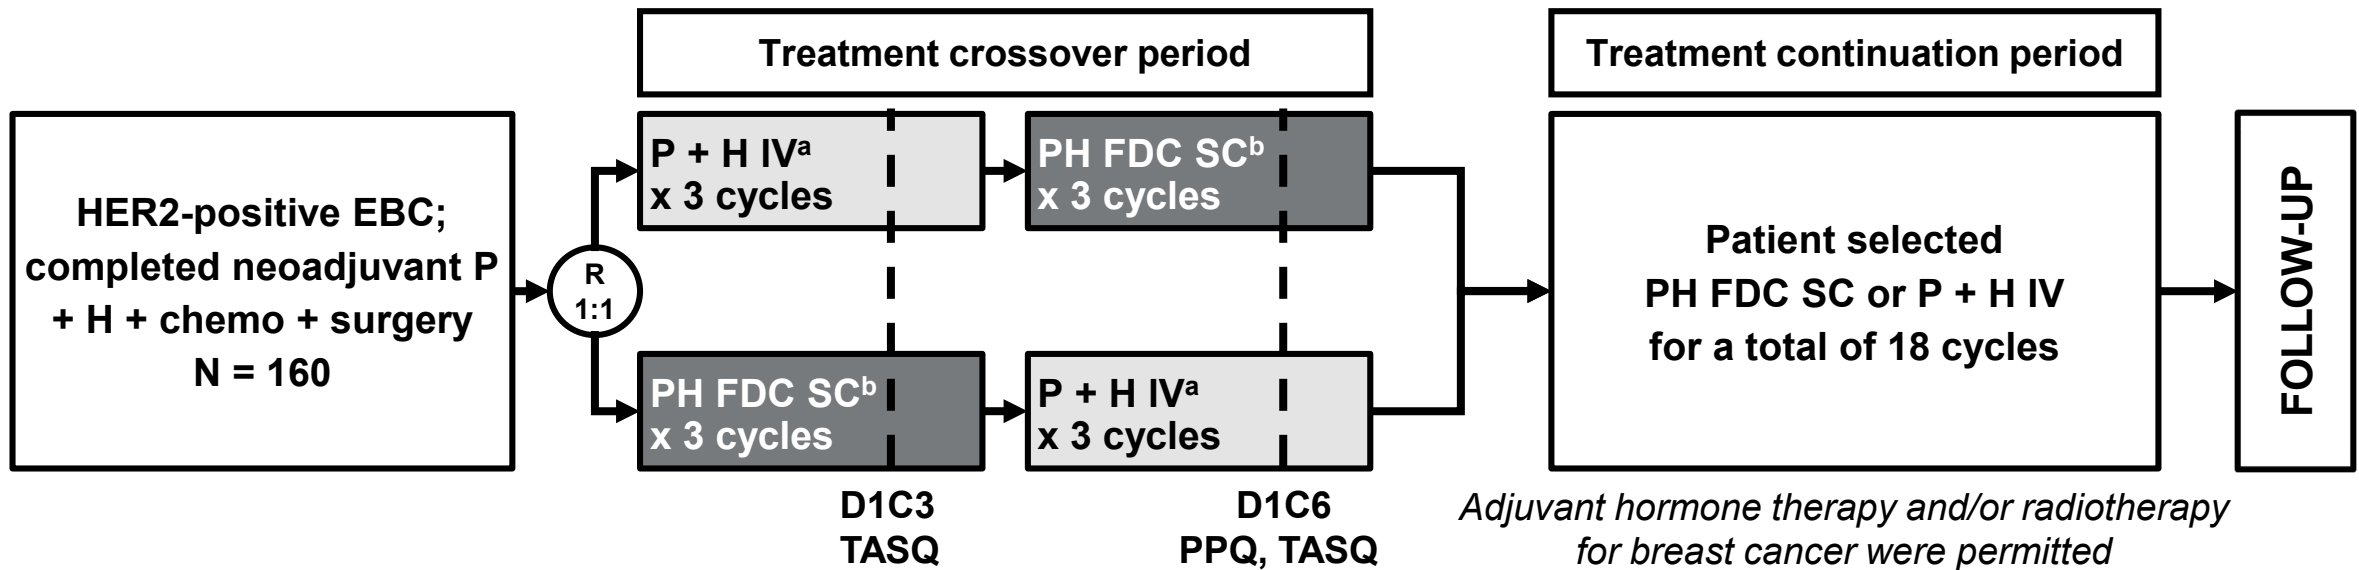 Treatment crossover period
Treatment continuation period
HER2-positive EBC;
completed neoadjuvant P
+ H + chemo + surgery
N = 160
R
1:1
P + H IVᵃ
x 3 cycles
PH FDC SCᵇ
x 3 cycles
PH FDC SCᵇ
x 3 cycles
P + H IVᵃ
x 3 cycles
D1C3
TASQ
D1C6
PPQ, TASQ
Patient selected
PH FDC SC or P + H IV
for a total of 18 cycles
Adjuvant hormone therapy and/or radiotherapy
for breast cancer were permitted
FOLLOW-UP